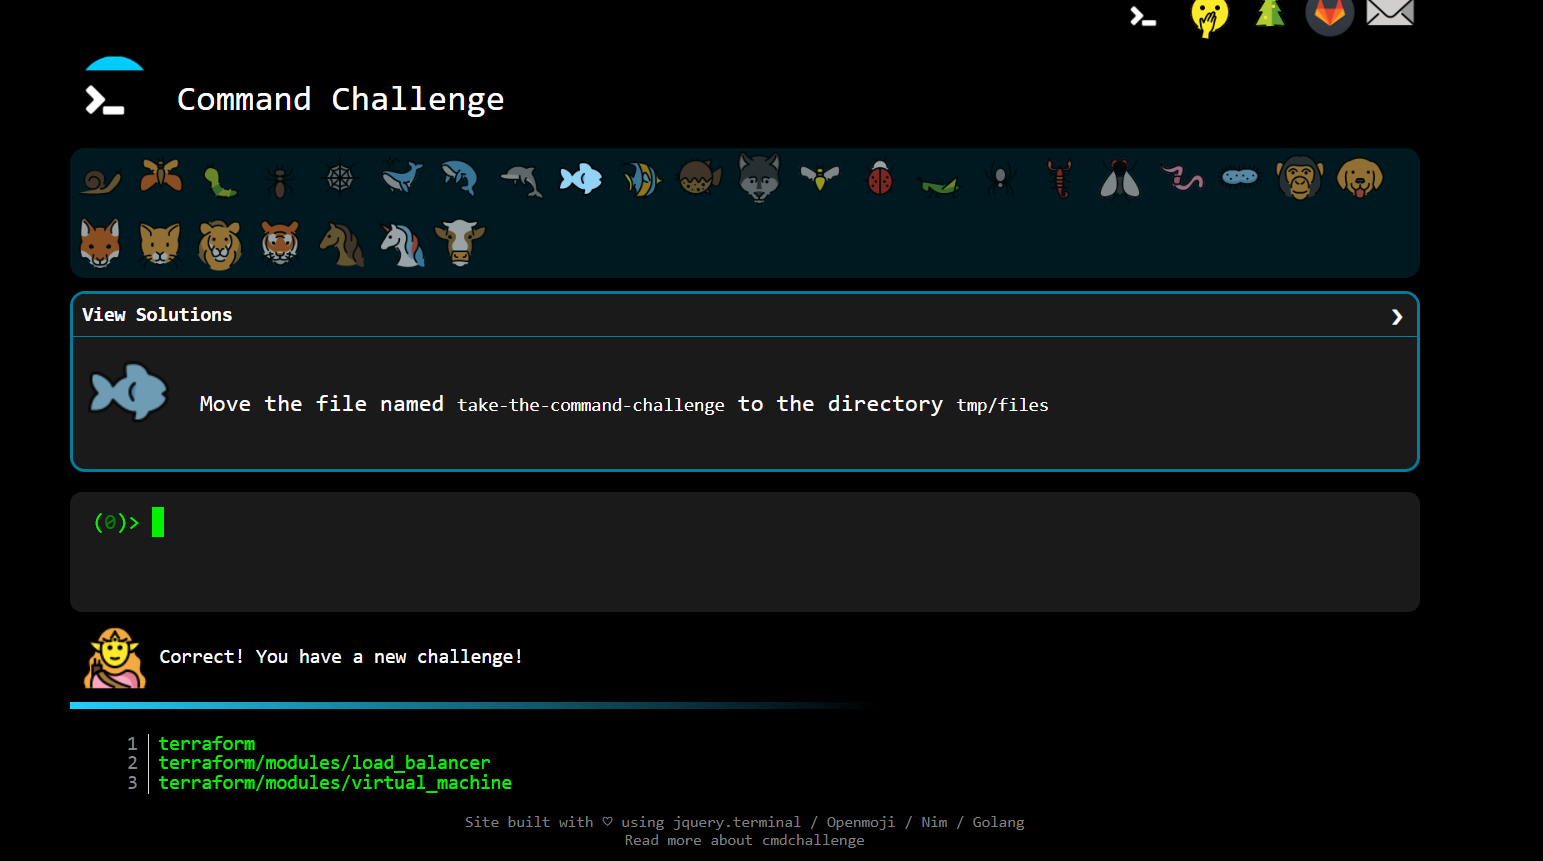 Command Challenge
View Solutions
Move the file named take-the-command-challenge to the directory tmp/files
(0)>
Correct! You have a new challenge!
1 terraform
2 terraform/modules/load_balancer
3 terraform/modules/virtual_machine
Site built with ♡ using jquery.terminal / Openmoji / Nim / Golang
Read more about cmdchallenge